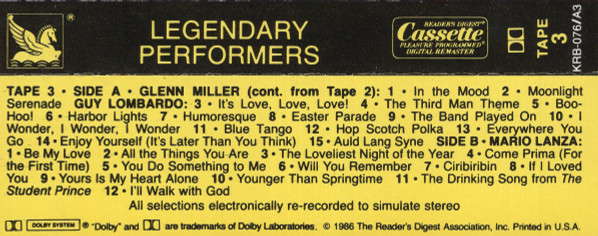 LEGENDARY
PERFORMERS
READER'S DIGEST
Cassette
PLEASURE PROGRAMMED®
DIGITAL REMASTER
TAPE 3
KRB-076/A3
TAPE 3 • SIDE A • GLENN MILLER (cont. from Tape 2): 1 • In the Mood 2 • Moonlight
Serenade GUY LOMBARDO: 3 • It's Love, Love, Love! 4 • The Third Man Theme 5 • Boo-
Hoo! 6 • Harbor Lights 7 • Humoresque 8 • Easter Parade 9 • The Band Played On 10 • I
Wonder, I Wonder, I Wonder 11 • Blue Tango 12 • Hop Scotch Polka 13 • Everywhere You
Go 14 • Enjoy Yourself (It's Later Than You Think) 15 • Auld Lang Syne SIDE B • MARIO LANZA:
1 • Be My Love 2 • All the Things You Are 3 • The Loveliest Night of the Year 4 • Come Prima (For
the First Time) 5 • You Do Something to Me 6 • Will You Remember 7 • Ciribiribin 8 • If I Loved
You 9 • Yours Is My Heart Alone 10 • Younger Than Springtime 11 • The Drinking Song from The
Student Prince 12 • I'll Walk with God
All selections electronically re-recorded to simulate stereo
DOLBY SYSTEM ® "Dolby" and are trademarks of Dolby Laboratories. © 1986 The Reader's Digest Association, Inc. Printed in U.S.A.